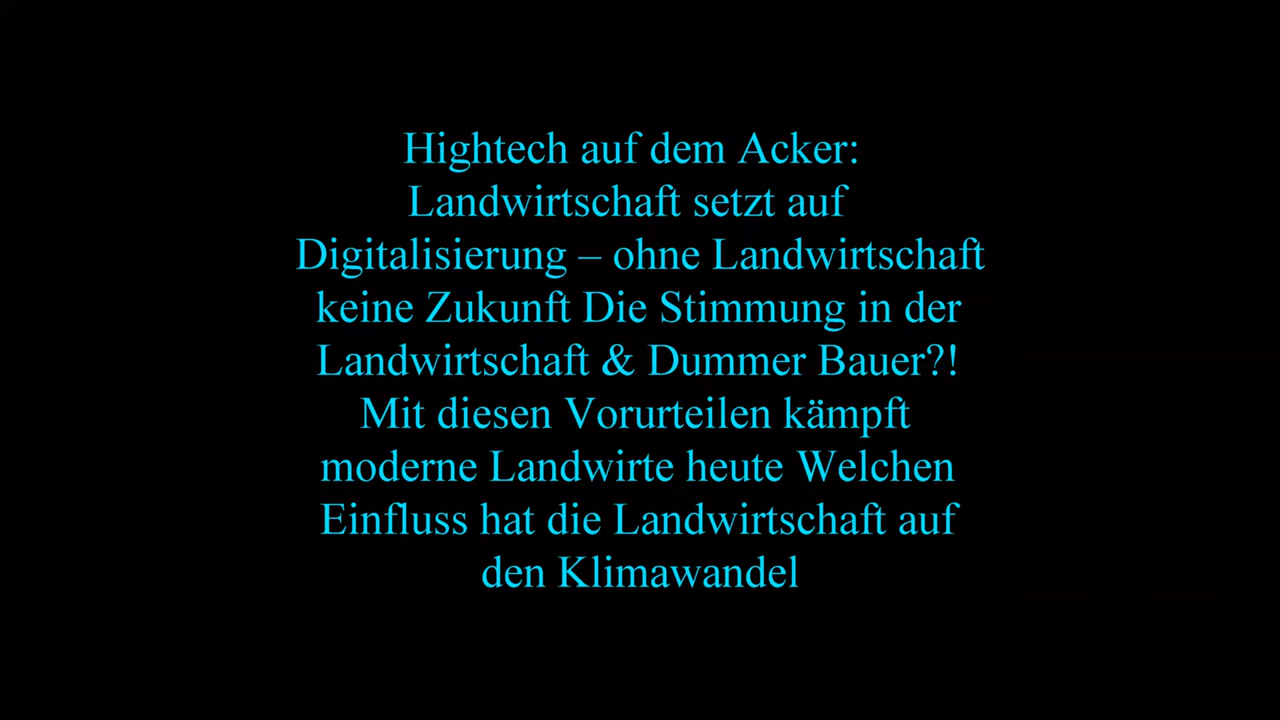 Hightech auf dem Acker:
Landwirtschaft setzt auf
Digitalisierung – ohne Landwirtschaft
keine Zukunft Die Stimmung in der
Landwirtschaft & Dummer Bauer?!
Mit diesen Vorurteilen kämpft
moderne Landwirte heute Welchen
Einfluss hat die Landwirtschaft auf
den Klimawandel